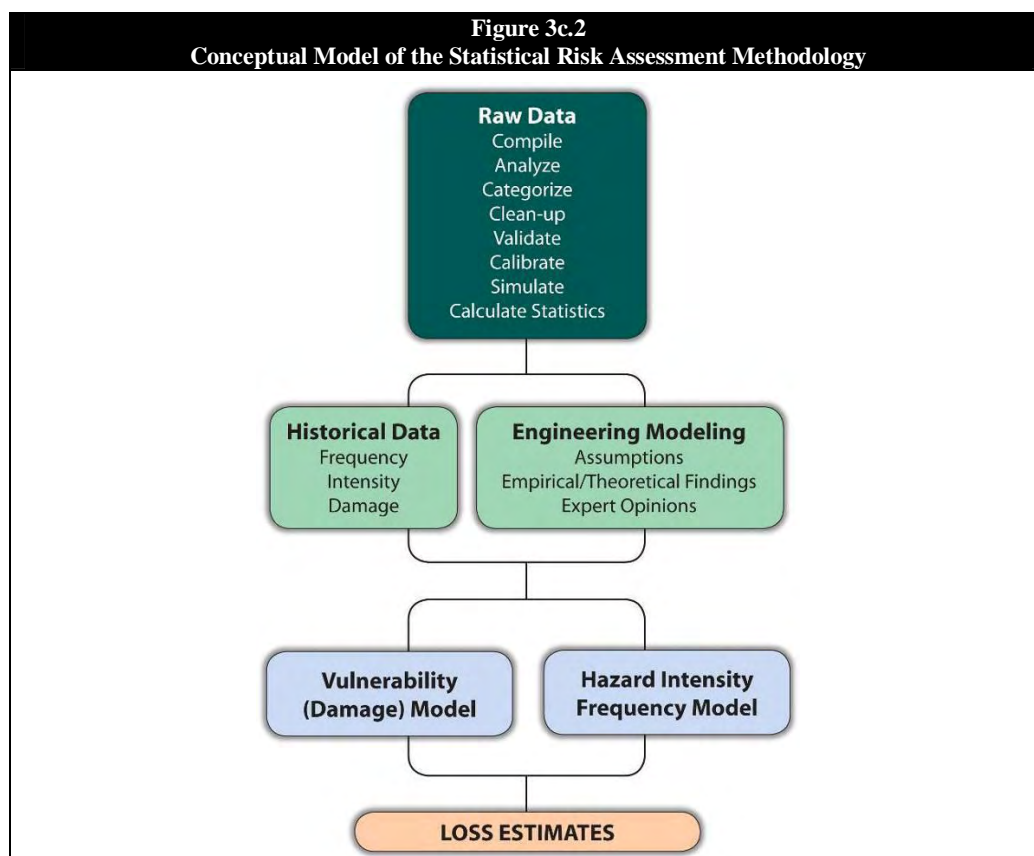 Figure 3c.2
Conceptual Model of the Statistical Risk Assessment Methodology
Raw Data
Compile
Analyze
Categorize
Clean-up
Validate
Calibrate
Simulate
Calculate Statistics
Historical Data
Frequency
Intensity
Damage
Engineering Modeling
Assumptions
Empirical/Theoretical Findings
Expert Opinions
Vulnerability
(Damage) Model
Hazard Intensity
Frequency Model
LOSS ESTIMATES